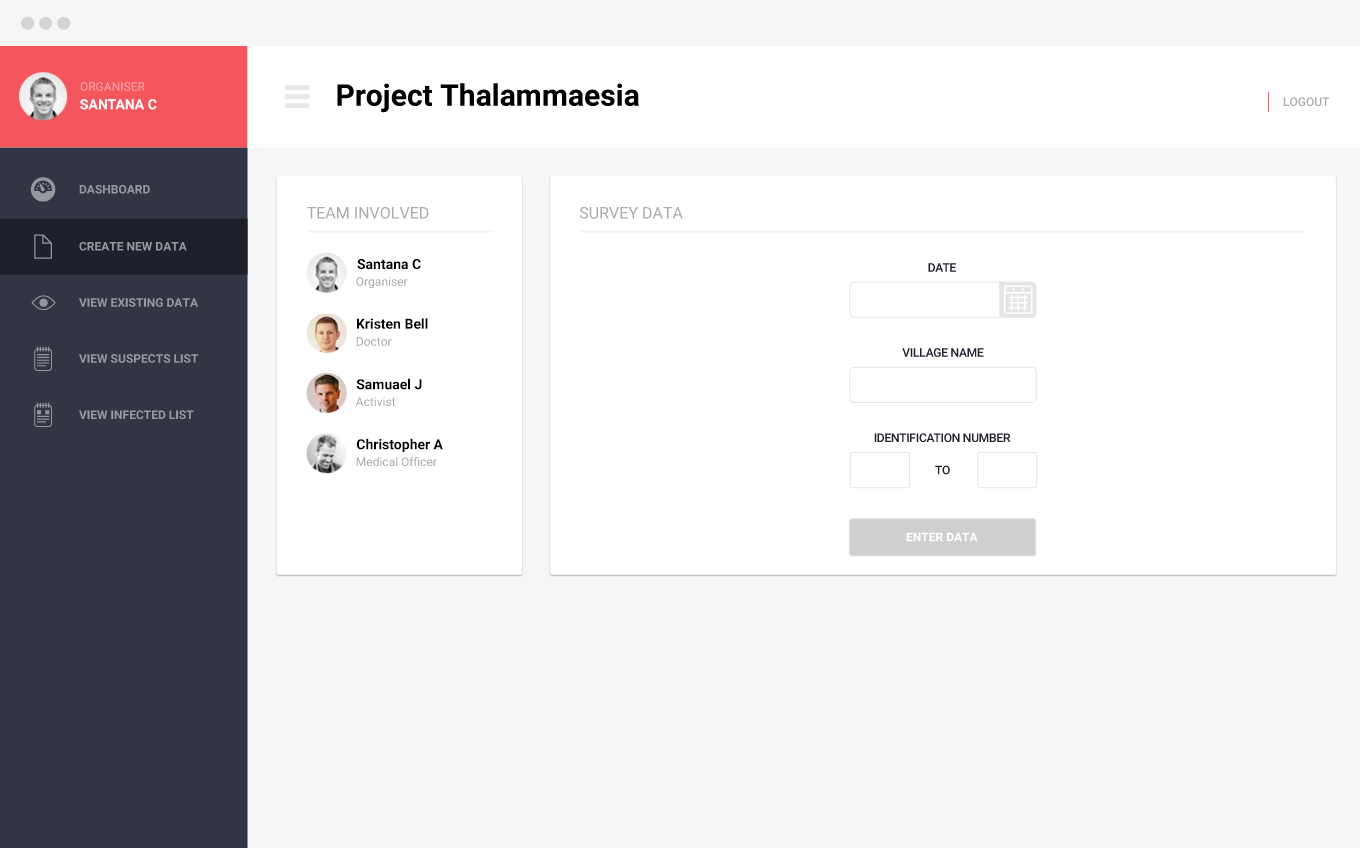 ORGANISER
SANTANA C
Project Thalammaesia
LOGOUT
DASHBOARD
CREATE NEW DATA
VIEW EXISTING DATA
VIEW SUSPECTS LIST
VIEW INFECTED LIST
TEAM INVOLVED
Santana C
Organiser
Kristen Bell
Doctor
Samuael J
Activist
Christopher A
Medical Officer
SURVEY DATA
DATE
VILLAGE NAME
IDENTIFICATION NUMBER
TO
ENTER DATA